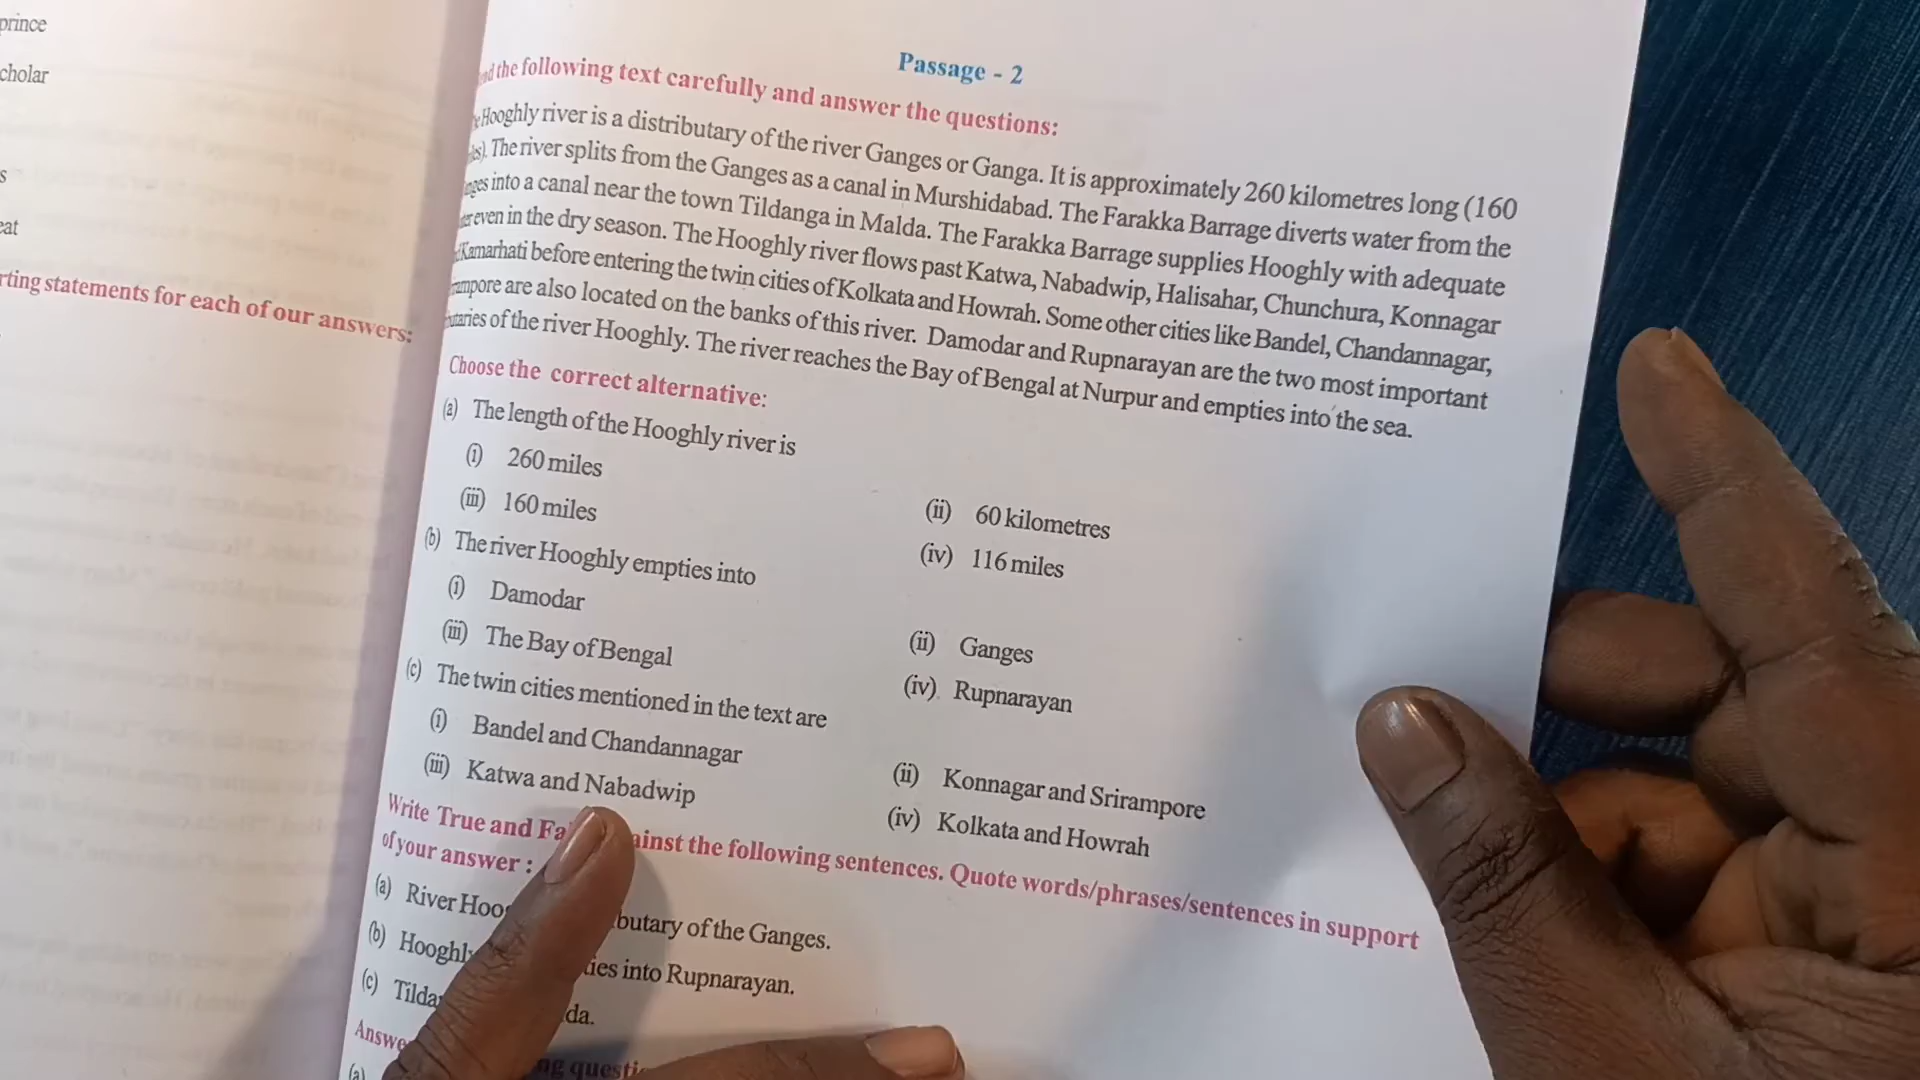 prince
cholar
s
eat
rting statements for each of our answers:
Passage - 2
the following text carefully and answer the questions:
Hooghly river is a distributary of the river Ganges or Ganga. It is approximately 260 kilometres long (160
The river splits from the Ganges as a canal in Murshidabad. The Farakka Barrage diverts water from the
into a canal near the town Tildanga in Malda. The Farakka Barrage supplies Hooghly with adequate
even in the dry season. The Hooghly river flows past Katwa, Nabadwip, Halisahar, Chunchura, Konnagar
Kamarhati before entering the twin cities of Kolkata and Howrah. Some other cities like Bandel, Chandannagar,
rampore are also located on the banks of this river. Damodar and Rupnarayan are the two most important
utaries of the river Hooghly. The river reaches the Bay of Bengal at Nurpur and empties into the sea.
Choose the correct alternative:
(a) The length of the Hooghly river is
(i) 260 miles
(ii) 60 kilometres
(iii) 160 miles
(iv) 116 miles
(b) The river Hooghly empties into
(i) Damodar
(ii) Ganges
(iii) The Bay of Bengal
(iv) Rupnarayan
(c) The twin cities mentioned in the text are
(i) Bandel and Chandannagar
(ii) Konnagar and Srirampore
(iii) Katwa and Nabadwip
(iv) Kolkata and Howrah
Write True and Fa ainst the following sentences. Quote words/phrases/sentences in support
of your answer :
(a) River Hoo butary of the Ganges.
(b) Hooghly ties into Rupnarayan.
(c) Tilda da.
Answe ng questi
(a)